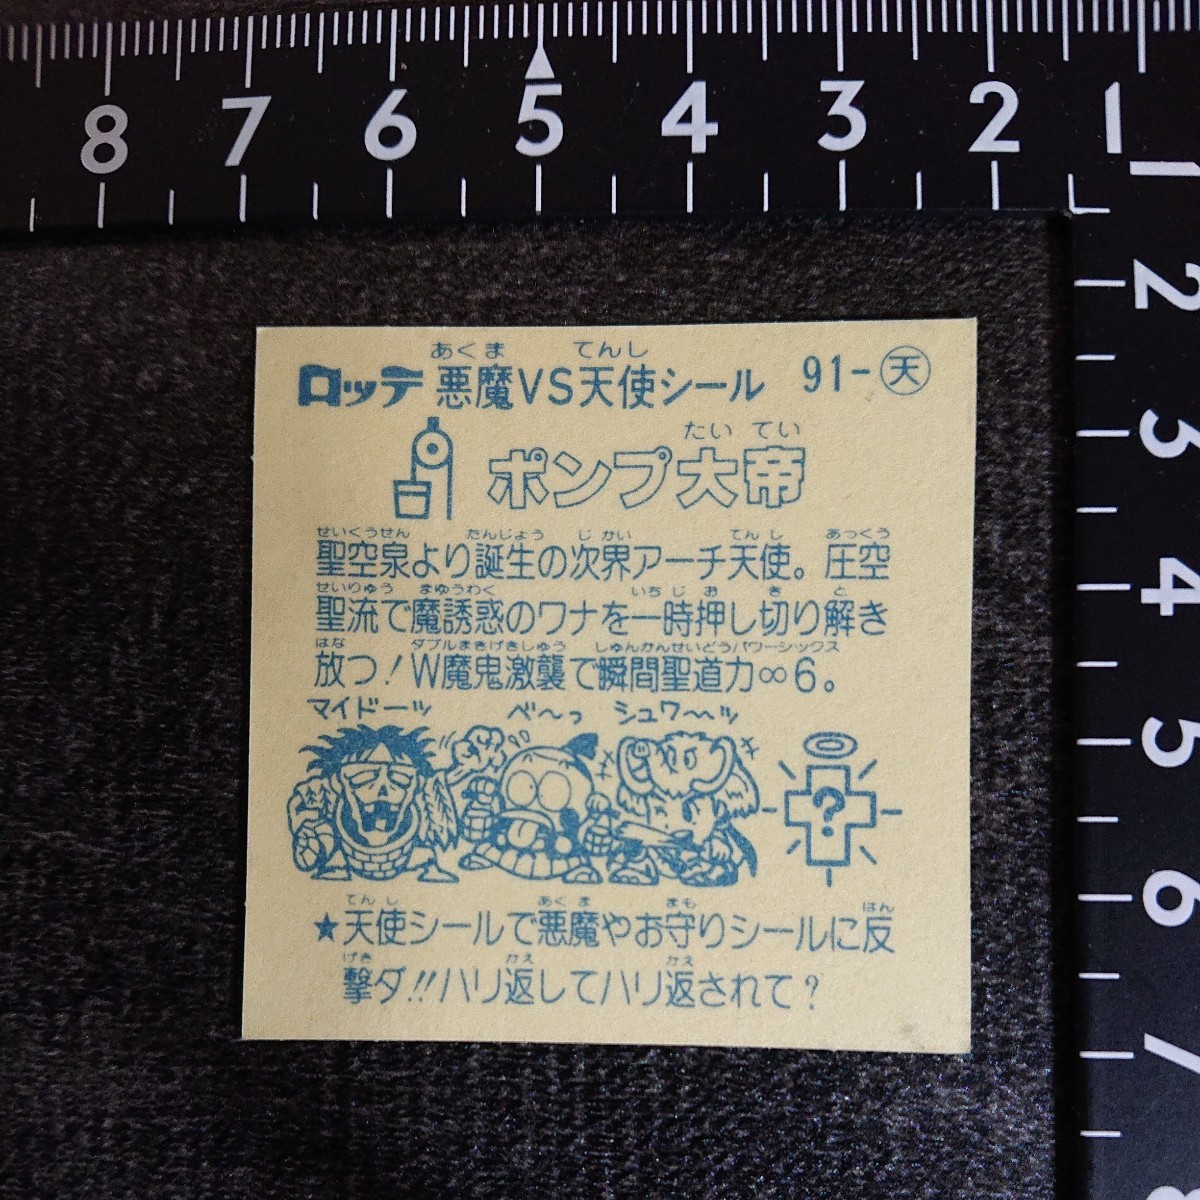 8 7 6 5 4 3 2 1
1
2
3
4
5
6
7
あくま てんし
ロッテ 悪魔VS天使シール 91-天
たいてい
ポンプ大帝
せいくうせん たんじょう じかい てんし あっくう
聖空泉より誕生の次界アーチ天使。圧空
せいりゅう まゆうわく いちじお き と
聖流で魔誘惑のワナを一時押し切り解き
はな ダブルまきげきしゅう しゅんかんせいどうパワーシックス
放つ!W魔鬼激襲で瞬間聖道力∞6。
マイドーッ べ〜っ シュワ〜ッ
?
てんし あくま まも はん
★天使シールで悪魔やお守りシールに反
げき かえ かえ
撃ダ!!ハリ返してハリ返されて?